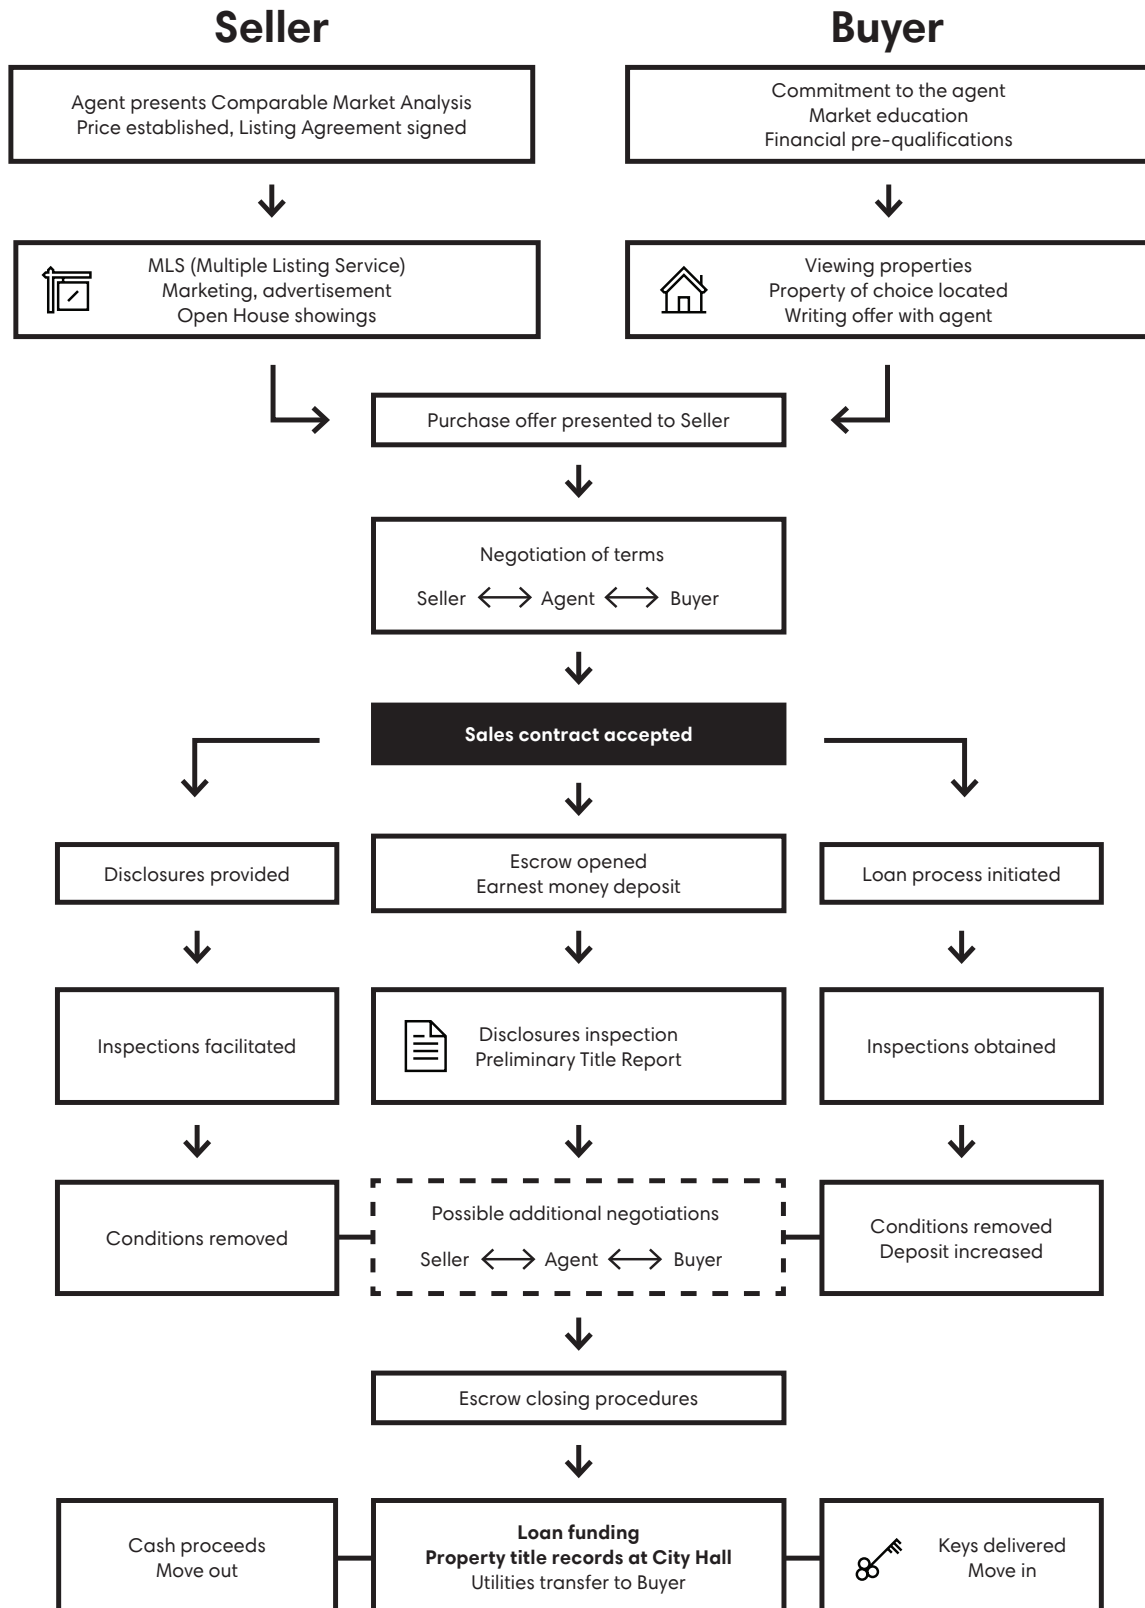 Seller
Buyer
Agent presents Comparable Market Analysis
Price established, Listing Agreement signed
Commitment to the agent
Market education
Financial pre-qualifications
MLS (Multiple Listing Service)
Marketing, advertisement
Open House showings
Viewing properties
Property of choice located
Writing offer with agent
Purchase offer presented to Seller
Negotiation of terms
Seller Agent Buyer
Sales contract accepted
Disclosures provided
Escrow opened
Earnest money deposit
Loan process initiated
Inspections facilitated
Disclosures inspection
Preliminary Title Report
Inspections obtained
Conditions removed
Possible additional negotiations
Seller Agent Buyer
Conditions removed
Deposit increased
Escrow closing procedures
Cash proceeds
Move out
Loan funding
Property title records at City Hall
Utilities transfer to Buyer
Keys delivered
Move in